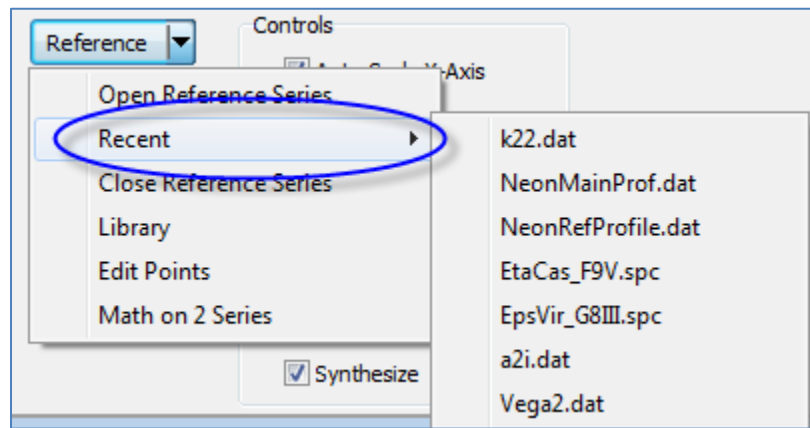 Reference
Controls
X-Axis
Open Reference Series
Recent
Close Reference Series
Library
Edit Points
Math on 2 Series
Synthesize
k22.dat
NeonMainProf.dat
NeonRefProfile.dat
EtaCas_F9V.spc
EpsVir_G8III.spc
a2i.dat
Vega2.dat